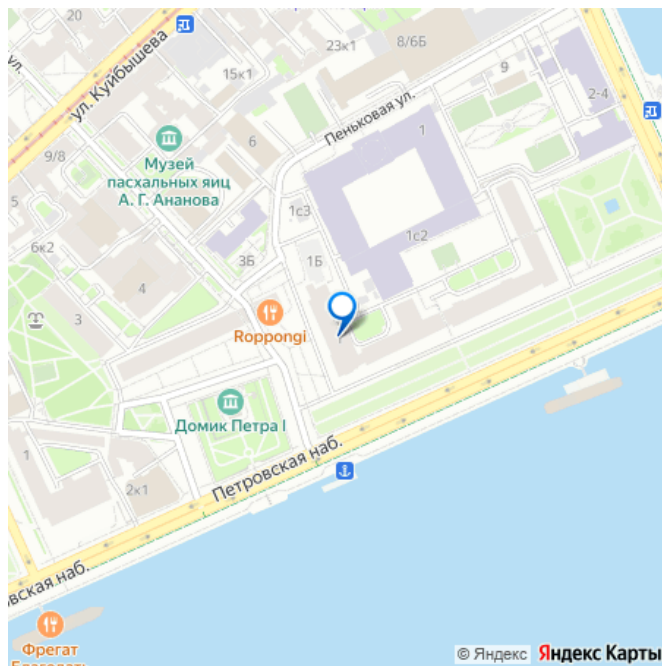 20
ул. Куйбышева
23к1
8/6Б
15к1
9
2-4
ул.
Пеньковая ул.
6
1
9/8
Музей
пасхальных яиц
А. Г. Ананова
5
1с3
6к2
3Б
1Б
1с2
4
3
Roppongi
Домик Петра I
Петровская наб.
1
2к1
вская наб.
Фрегат
Благодать
© Яндекс Яндекс Карты